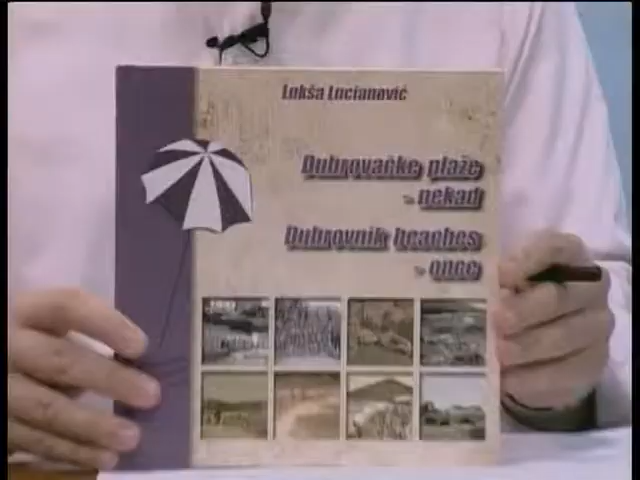 Lukša Lucianović
Dubrovačke plaže
- nekad
Dubrovnik beaches
- once